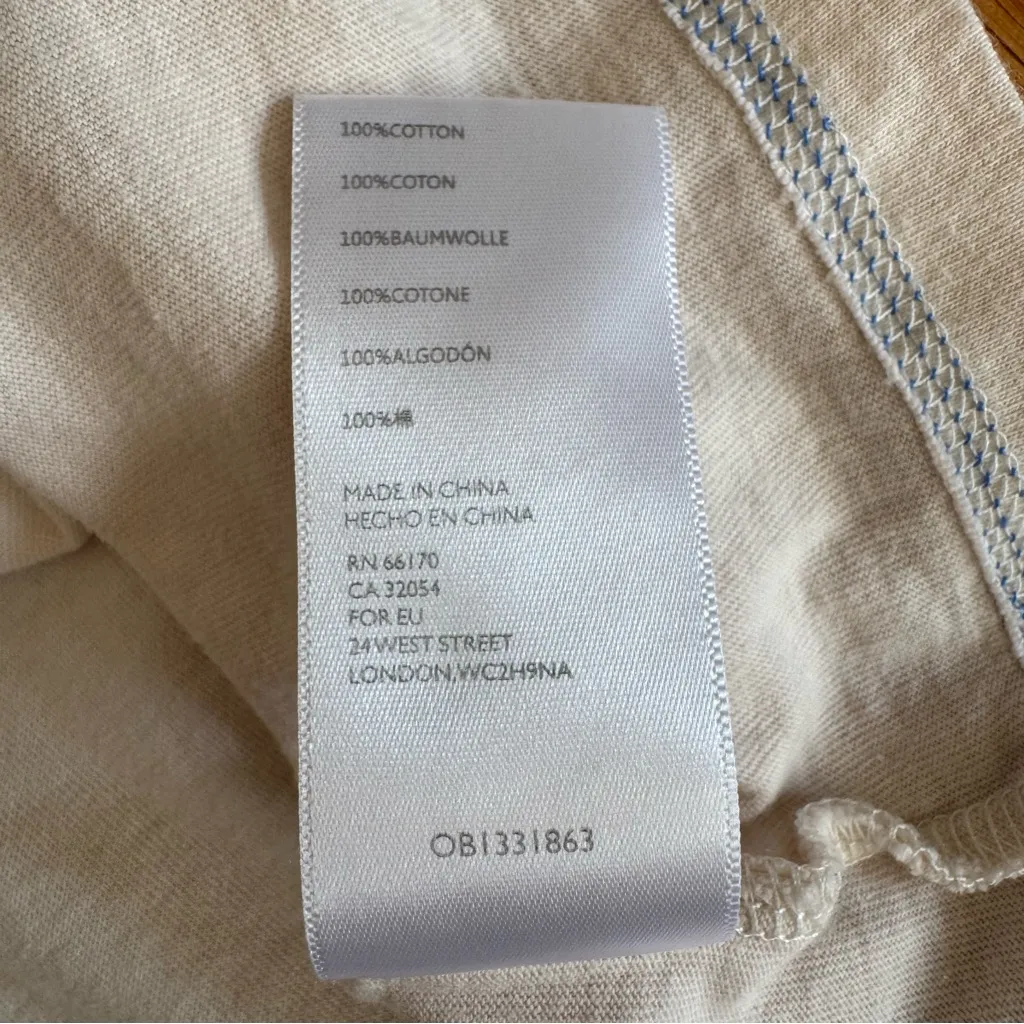 100%COTTON
100%COTON
100%BAUMWOLLE
100%COTONE
100%ALGODÓN
100%棉
MADE IN CHINA
HECHO EN CHINA
RN 66170
CA 32054
FOR EU
24 WEST STREET
LONDON,WC2H9NA
OB1331863